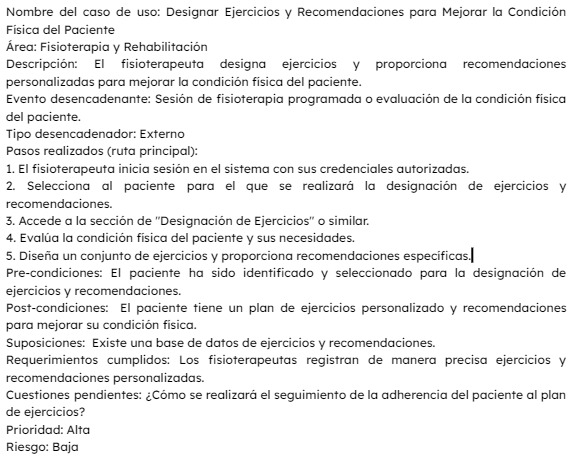 Nombre del caso de uso: Designar Ejercicios y Recomendaciones para Mejorar la Condición
Física del Paciente
Área: Fisioterapia y Rehabilitación
Descripción: El fisioterapeuta designa ejercicios y proporciona recomendaciones
personalizadas para mejorar la condición física del paciente.
Evento desencadenante: Sesión de fisioterapia programada o evaluación de la condición física
del paciente.
Tipo desencadenador: Externo
Pasos realizados (ruta principal):
1. El fisioterapeuta inicia sesión en el sistema con sus credenciales autorizadas.
2. Selecciona al paciente para el que se realizará la designación de ejercicios y
recomendaciones.
3. Accede a la sección de "Designación de Ejercicios" o similar.
4. Evalúa la condición física del paciente y sus necesidades.
5. Diseña un conjunto de ejercicios y proporciona recomendaciones específicas.
Pre-condiciones: El paciente ha sido identificado y seleccionado para la designación de
ejercicios y recomendaciones.
Post-condiciones: El paciente tiene un plan de ejercicios personalizado y recomendaciones
para mejorar su condición física.
Suposiciones: Existe una base de datos de ejercicios y recomendaciones.
Requerimientos cumplidos: Los fisioterapeutas registran de manera precisa ejercicios y
recomendaciones personalizadas.
Cuestiones pendientes: ¿Cómo se realizará el seguimiento de la adherencia del paciente al plan
de ejercicios?
Prioridad: Alta
Riesgo: Baja